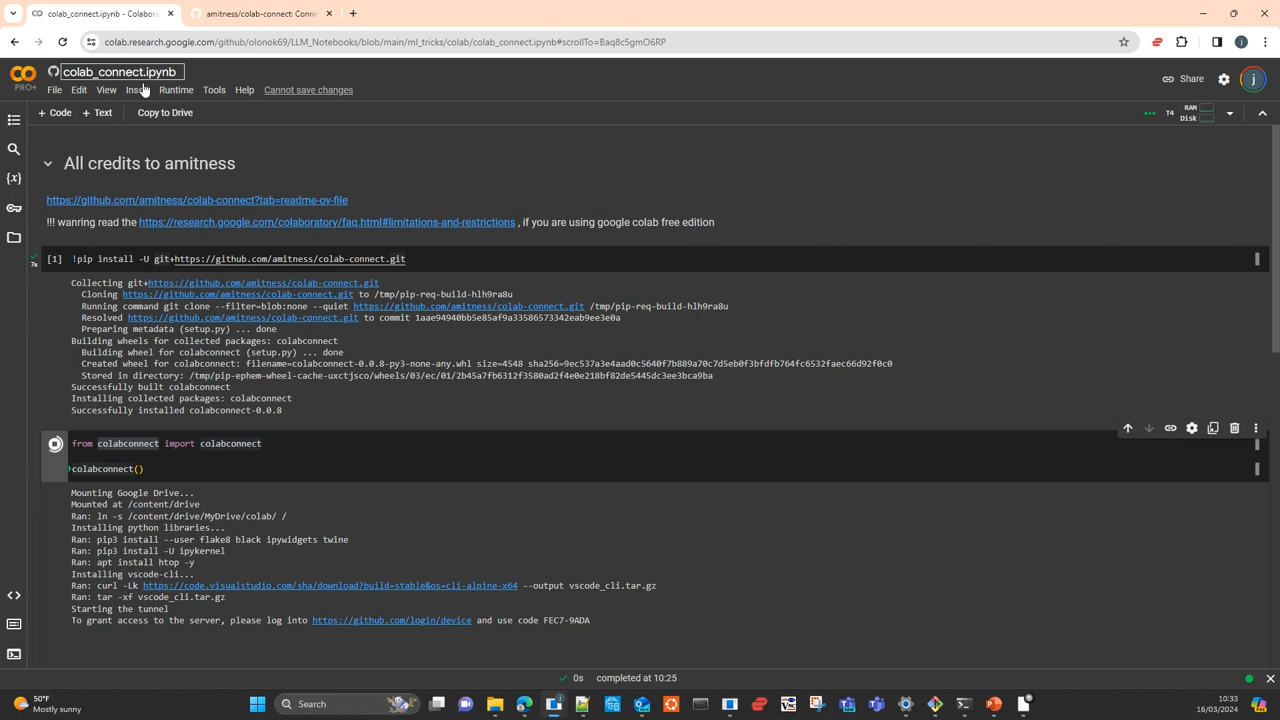 colab_connect.ipynb - Colabora
amitness/colab-connect: Conne
colab.research.google.com/github/olonok69/LLM_Notebooks/blob/main/ml_tricks/colab/colab_connect.ipynb#scrollTo=Baq8c5gmO6RP
j
PRO+
colab_connect.ipynb
Share
j
File Edit View Runtime Tools Help Cannot save changes
+ Code + Text Copy to Drive
T4
RAM
Disk
All credits to amitness
https://github.com/amitness/colab-connect?tab=readme-ov-file
!!! wanring read the https://research.google.com/colaboratory/faq.html#limitations-and-restrictions , if you are using google colab free edition
7s
[1] !pip install -U git+https://github.com/amitness/colab-connect.git
Collecting git+https://github.com/amitness/colab-connect.git
Cloning https://github.com/amitness/colab-connect.git to /tmp/pip-req-build-hlh9ra8u
Running command git clone --filter=blob:none --quiet https://github.com/amitness/colab-connect.git /tmp/pip-req-build-hlh9ra8u
Resolved https://github.com/amitness/colab-connect.git to commit 1aae94940bb5e85af9a33586573342eab9ee3e0a
Preparing metadata (setup.py) ... done
Building wheels for collected packages: colabconnect
Building wheel for colabconnect (setup.py) ... done
Created wheel for colabconnect: filename=colabconnect-0.0.8-py3-none-any.whl size=4548 sha256=9ec537a3e4aad0c5640f7b889a70c7d5eb0f3bfdfb764fc6532faec66d92f0c0
Stored in directory: /tmp/pip-ephem-wheel-cache-uxctjsco/wheels/03/ec/01/2b45a7fb6312f3580ad2f4e0e218bf82de5445dc3ee3bca9ba
Successfully built colabconnect
Installing collected packages: colabconnect
Successfully installed colabconnect-0.0.8
from colabconnect import colabconnect
colabconnect()
Mounting Google Drive...
Mounted at /content/drive
Ran: ln -s /content/drive/MyDrive/colab/ /
Installing python libraries...
Ran: pip3 install --user flake8 black ipywidgets twine
Ran: pip3 install -U ipykernel
Ran: apt install htop -y
Installing vscode-cli...
Ran: curl -Lk https://code.visualstudio.com/sha/download?build=stable&os=cli-alpine-x64 --output vscode_cli.tar.gz
Ran: tar -xf vscode_cli.tar.gz
Starting the tunnel
To grant access to the server, please log into https://github.com/login/device and use code FEC7-9ADA
0s completed at 10:25
50°F
Mostly sunny
Search
10:33
16/03/2024